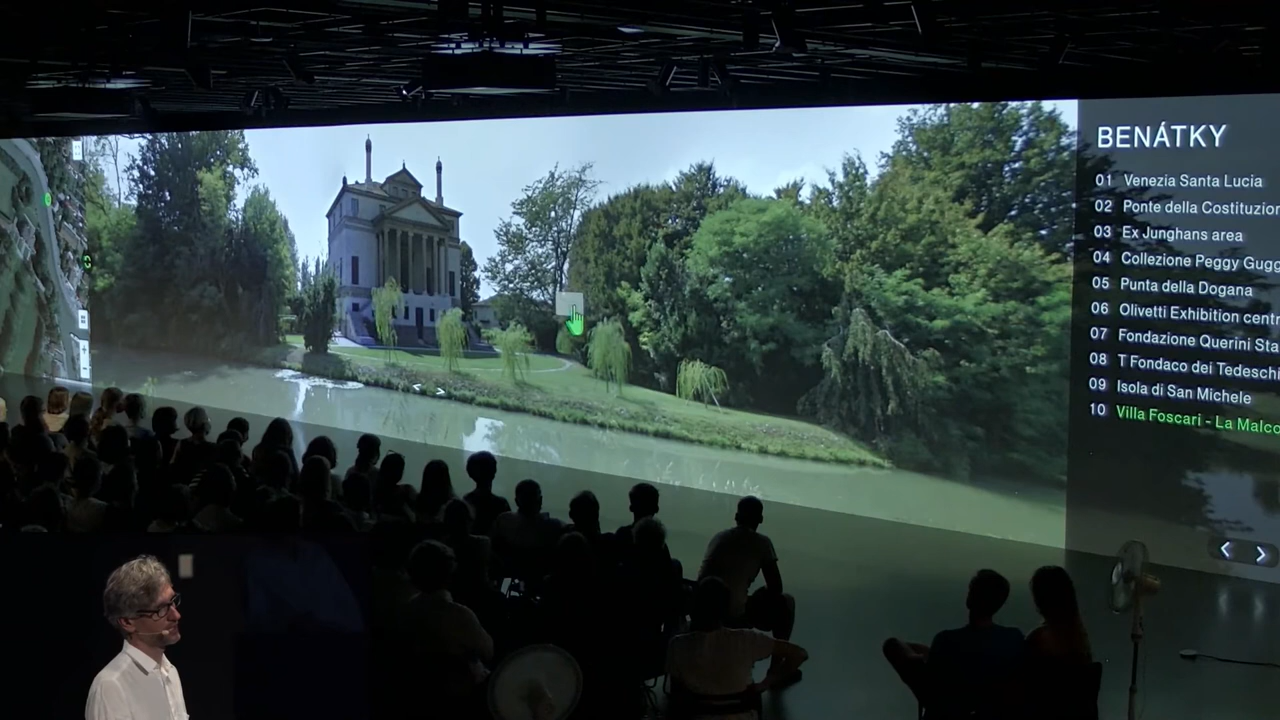 BENÁTKY
01 Venezia Santa Lucia
02 Ponte della Costituzion
03 Ex Junghans area
04 Collezione Peggy Gugg
05 Punta della Dogana
06 Olivetti Exhibition centr
07 Fondazione Querini Sta
08 T Fondaco dei Tedeschi
09 Isola di San Michele
10 Villa Foscari - La Malco